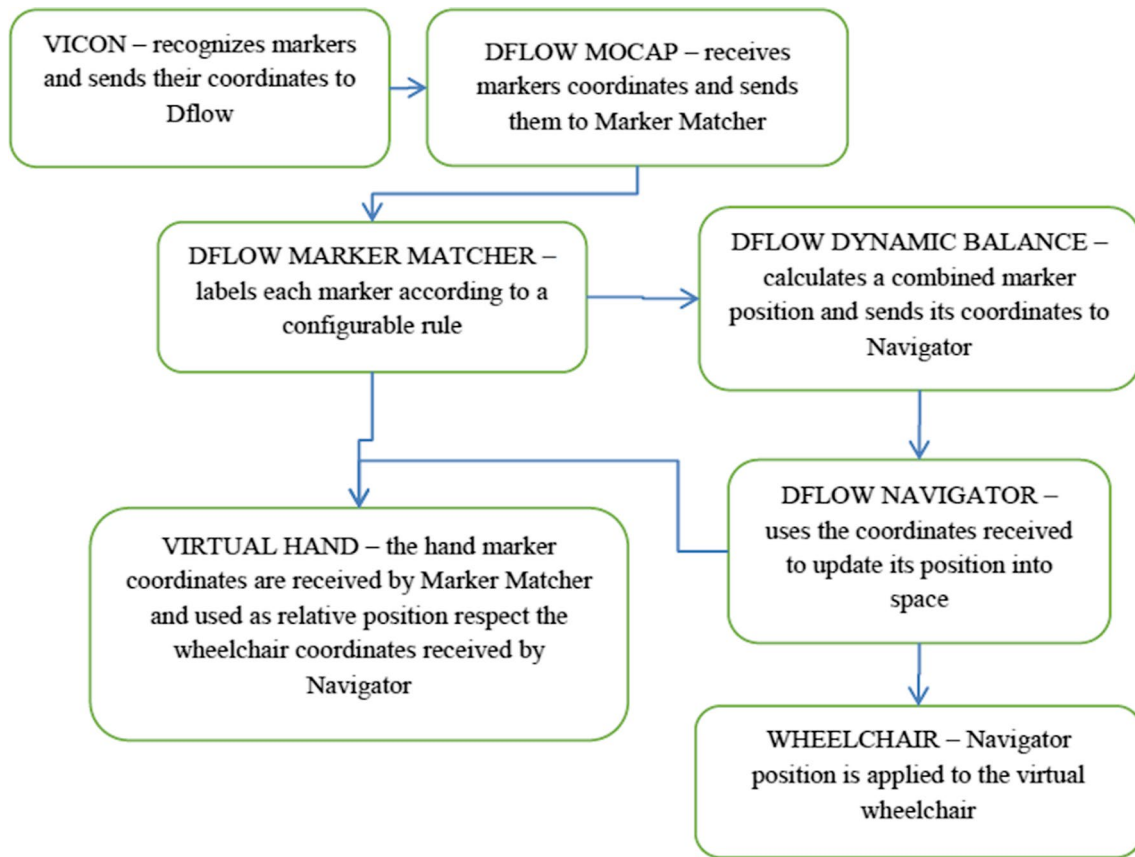 VICON – recognizes markers
and sends their coordinates to
Dflow
DFLOW MOCAP – receives
markers coordinates and sends
them to Marker Matcher
DFLOW MARKER MATCHER –
labels each marker according to a
configurable rule
DFLOW DYNAMIC BALANCE –
calculates a combined marker
position and sends its coordinates to
Navigator
VIRTUAL HAND – the hand marker
coordinates are received by Marker Matcher
and used as relative position respect the
wheelchair coordinates received by
Navigator
DFLOW NAVIGATOR –
uses the coordinates received
to update its position into
space
WHEELCHAIR – Navigator
position is applied to the virtual
wheelchair